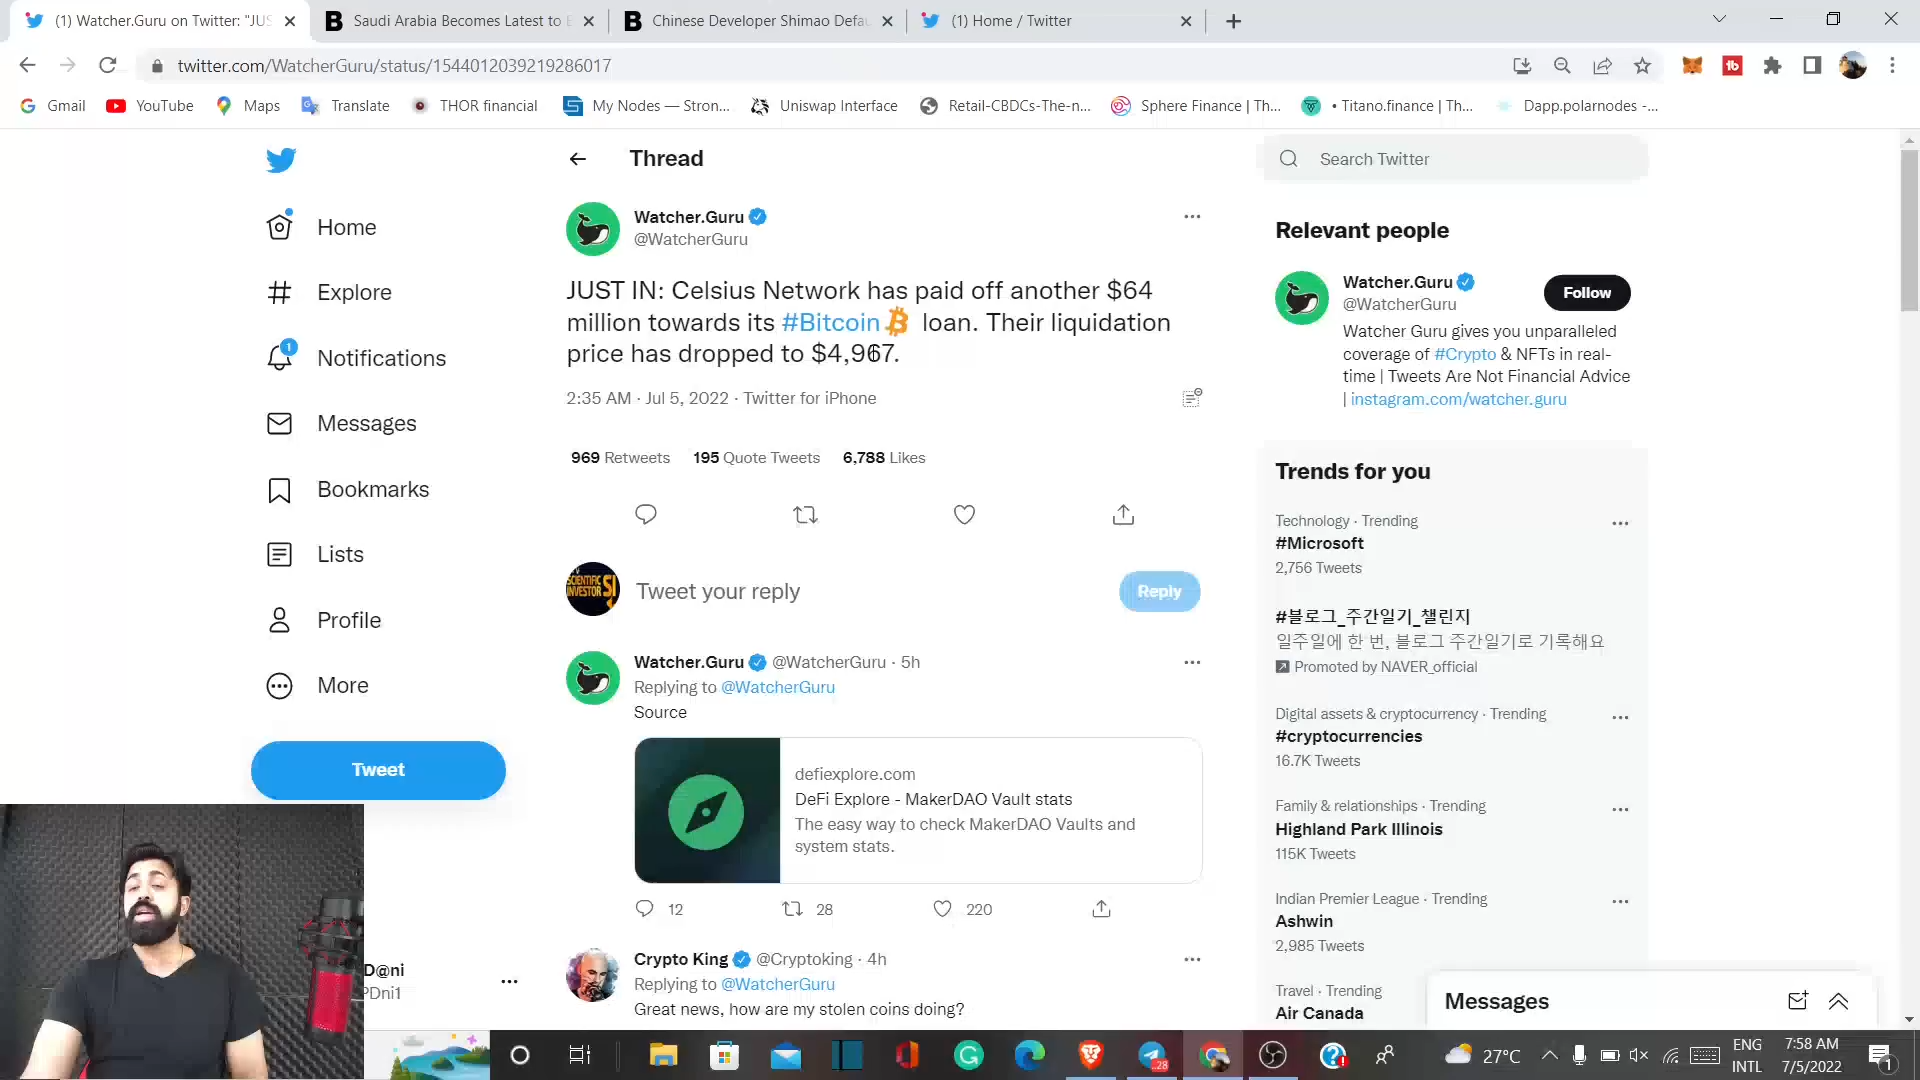 (1) Watcher.Guru on Twitter: "JUS
Saudi Arabia Becomes Latest to B
Chinese Developer Shimao Defau
(1) Home / Twitter
twitter.com/WatcherGuru/status/1544012039219286017
Gmail
YouTube
Maps
Translate
THOR financial
My Nodes — Stron...
Uniswap Interface
Retail-CBDCs-The-n...
Sphere Finance | Th...
• Titano.finance | Th...
Dapp.polarnodes -...
Thread
Search Twitter
Home
Explore
Notifications
1
Messages
Bookmarks
Lists
Profile
More
Tweet
D@ni
PDni1
Watcher.Guru
@WatcherGuru
JUST IN: Celsius Network has paid off another $64
million towards its #Bitcoin loan. Their liquidation
price has dropped to $4,967.
2:35 AM · Jul 5, 2022 · Twitter for iPhone
969 Retweets 195 Quote Tweets 6,788 Likes
SCIENTIFIC
INVESTOR SI
Tweet your reply
Reply
Watcher.Guru @WatcherGuru · 5h
Replying to @WatcherGuru
Source
defiexplore.com
DeFi Explore - MakerDAO Vault stats
The easy way to check MakerDAO Vaults and
system stats.
12 28 220
Crypto King @Cryptoking · 4h
Replying to @WatcherGuru
Great news, how are my stolen coins doing?
Relevant people
Watcher.Guru
@WatcherGuru
Follow
Watcher Guru gives you unparalleled
coverage of #Crypto & NFTs in real-
time | Tweets Are Not Financial Advice
| instagram.com/watcher.guru
Trends for you
Technology · Trending
#Microsoft
2,756 Tweets
#블로그_주간일기_챌린지
일주일에 한 번, 블로그 주간일기로 기록해요
Promoted by NAVER_official
Digital assets & cryptocurrency · Trending
#cryptocurrencies
16.7K Tweets
Family & relationships · Trending
Highland Park Illinois
115K Tweets
Indian Premier League · Trending
Ashwin
2,985 Tweets
Travel · Trending
Air Canada
Messages
27°C
ENG
INTL
7:58 AM
7/5/2022
1